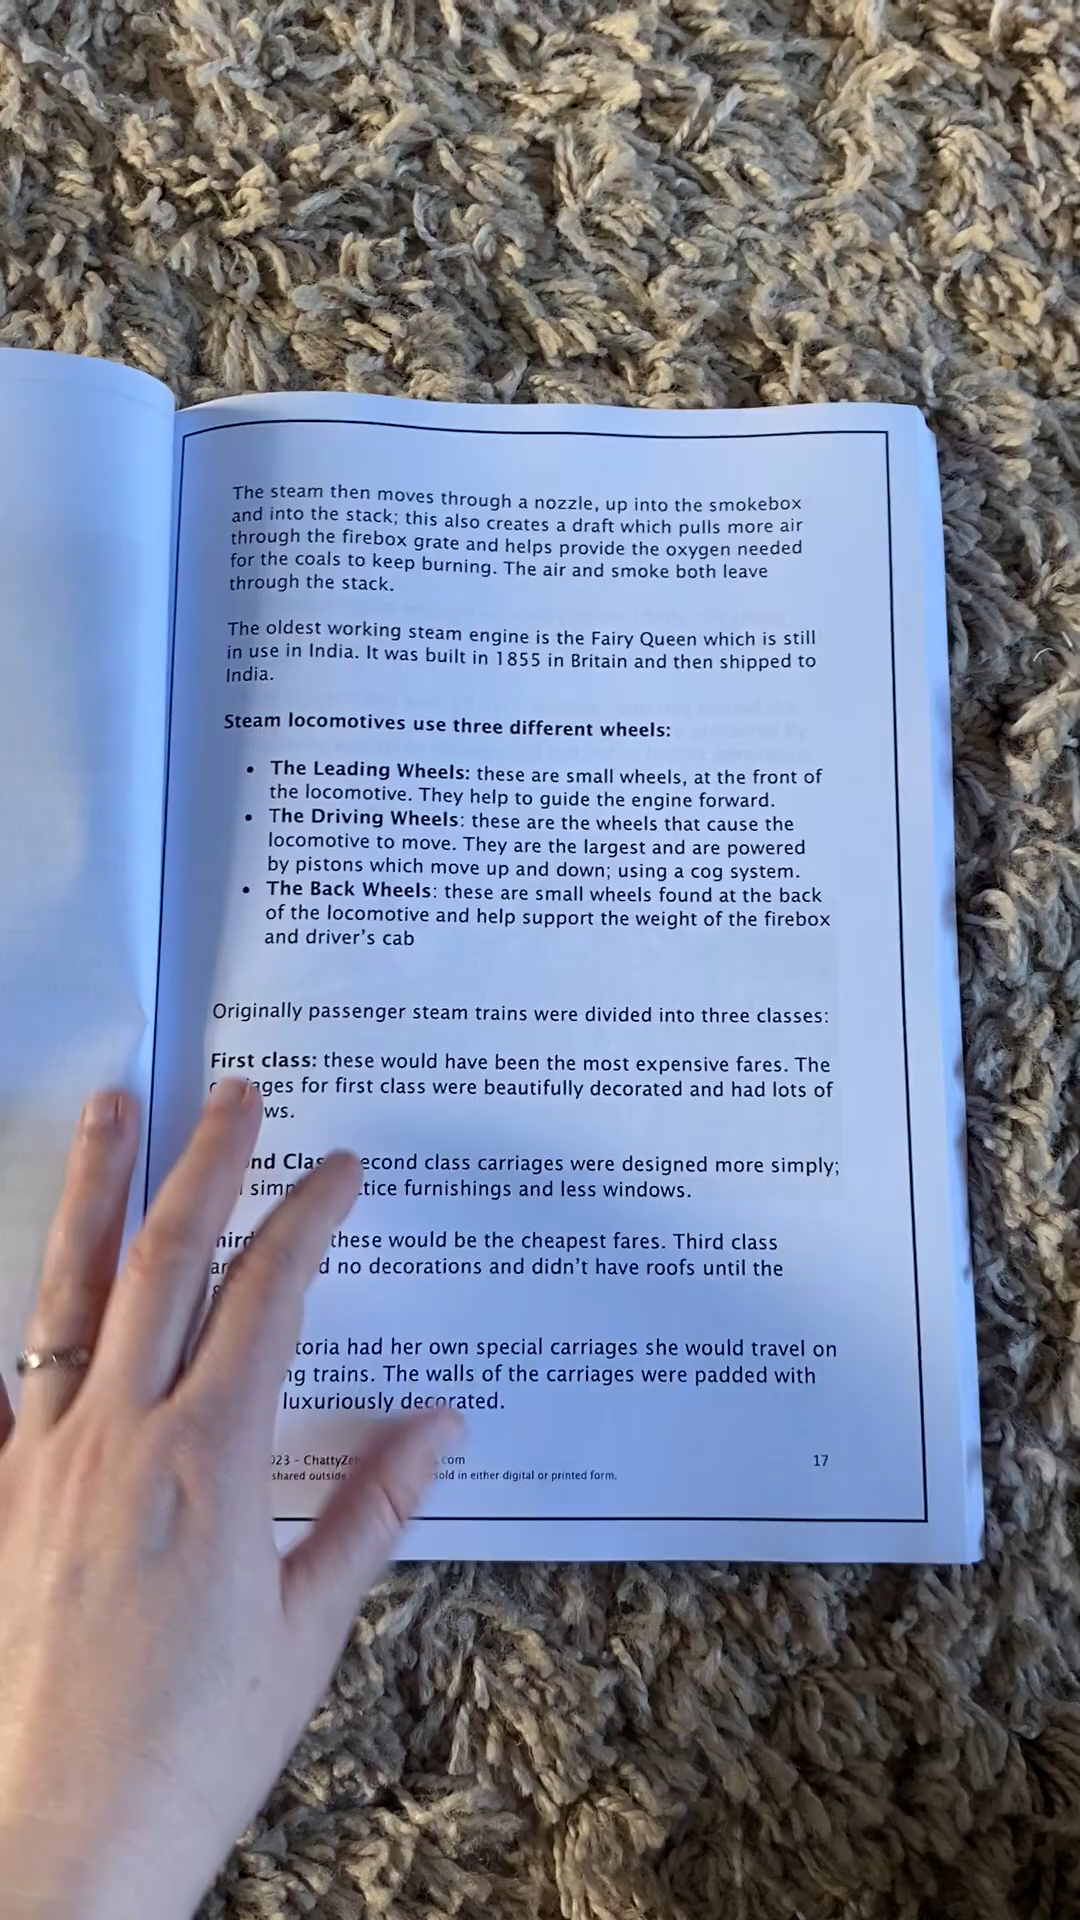 The steam then moves through a nozzle, up into the smokebox
and into the stack; this also creates a draft which pulls more air
through the firebox grate and helps provide the oxygen needed
for the coals to keep burning. The air and smoke both leave
through the stack.
The oldest working steam engine is the Fairy Queen which is still
in use in India. It was built in 1855 in Britain and then shipped to
India.
Steam locomotives use three different wheels:
• The Leading Wheels: these are small wheels, at the front of
the locomotive. They help to guide the engine forward.
• The Driving Wheels: these are the wheels that cause the
locomotive to move. They are the largest and are powered
by pistons which move up and down; using a cog system.
• The Back Wheels: these are small wheels found at the back
of the locomotive and help support the weight of the firebox
and driver's cab
Originally passenger steam trains were divided into three classes:
First class: these would have been the most expensive fares. The
for first class were beautifully decorated and had lots of
second class carriages were designed more simply;
furnishings and less windows.
these would be the cheapest fares. Third class
no decorations and didn't have roofs until the
had her own special carriages she would travel on
trains. The walls of the carriages were padded with
luxuriously decorated.
17
shared outside sold in either digital or printed form.